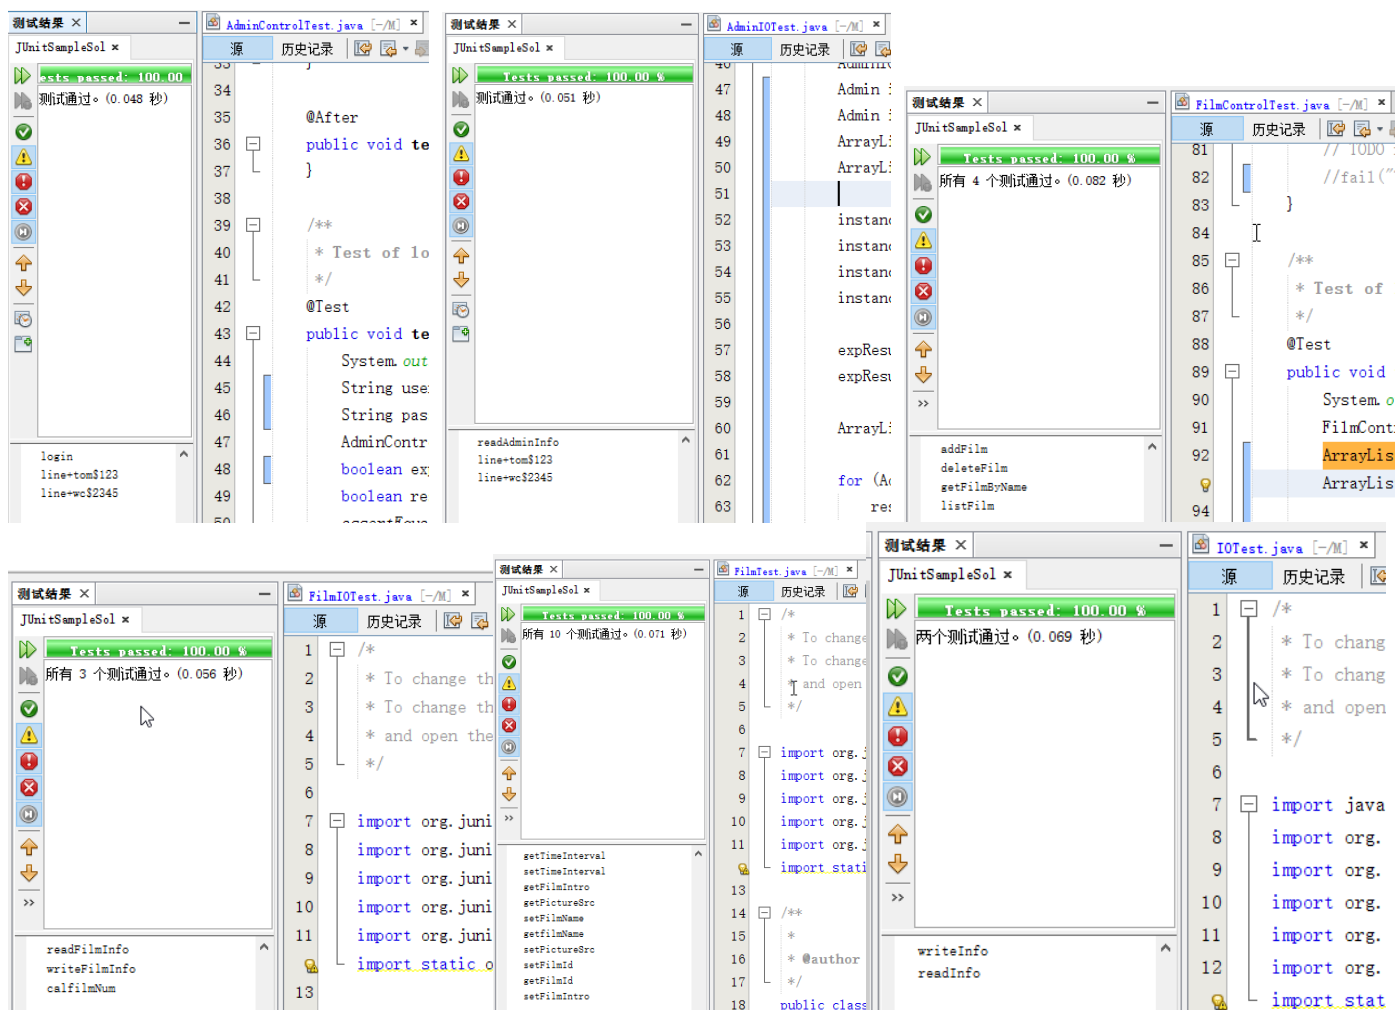 测试结果 ×
JUnitSampleSol ×
ests passed: 100.00
测试通过。(0.048 秒)
login
line+tom$123
line+wc$2345
AdminControlTest.java [-/M] ×
源 历史记录
33 }
34
35 @After
36 public void te
37 }
38
39 /**
40 * Test of lo
41 */
42 @Test
43 public void te
44 System.out
45 String use
46 String pas
47 AdminContr
48 boolean ex
49 boolean re
50 assertEqua
测试结果 ×
JUnitSampleSol ×
Tests passed: 100.00 %
测试通过。(0.051 秒)
readAdminInfo
line+tom$123
line+wc$2345
AdminIOTest.java [-/M] ×
源 历史记录
46
47 Admin
48 Admin
49 ArrayLi
50 ArrayLi
51
52 instanc
53 instanc
54 instanc
55 instanc
56
57 expResu
58 expResu
59
60 ArrayLi
61
62 for (Ad
63 res
测试结果 ×
JUnitSampleSol ×
Tests passed: 100.00 %
所有 4 个测试通过。(0.082 秒)
addFilm
deleteFilm
getFilmByName
listFilm
FilmControlTest.java [-/M] ×
源 历史记录
81 // TODO
82 //fail("
83 }
84
85 /**
86 * Test of
87 */
88 @Test
89 public void
90 System.o
91 FilmCont
92 ArrayLis
ArrayLis
94
测试结果 ×
JUnitSampleSol ×
Tests passed: 100.00 %
所有 3 个测试通过。(0.056 秒)
readFilmInfo
writeFilmInfo
calfilmNum
FilmIOTest.java [-/M] ×
源 历史记录
1 /*
2 * To change th
3 * To change th
4 * and open the
5 */
6
7 import org.juni
8 import org.juni
9 import org.juni
10 import org.juni
11 import org.juni
import static o
13
测试结果 ×
JUnitSampleSol ×
Tests passed: 100.00 %
所有 10 个测试通过。(0.071 秒)
getTimeInterval
setTimeInterval
getFilmIntro
getPictureSrc
setFilmName
getfilmName
setPictureSrc
setFilmId
getFilmId
setFilmIntro
FilmTest.java [-/M] ×
源 历史记录
1 /*
2 * To change
3 * To change
4 * and open
5 */
6
7 import org.j
8 import org.j
9 import org.j
10 import org.j
11 import org.j
import stati
13
14 /**
15 *
16 * @author
17 */
18 public class
测试结果 ×
JUnitSampleSol ×
Tests passed: 100.00 %
两个测试通过。(0.069 秒)
writeInfo
readInfo
IOTest.java [-/M] ×
源 历史记录
1 /*
2 * To chang
3 * To chang
4 * and open
5 */
6
7 import java
8 import org.
9 import org.
10 import org.
11 import org.
12 import org.
import stat